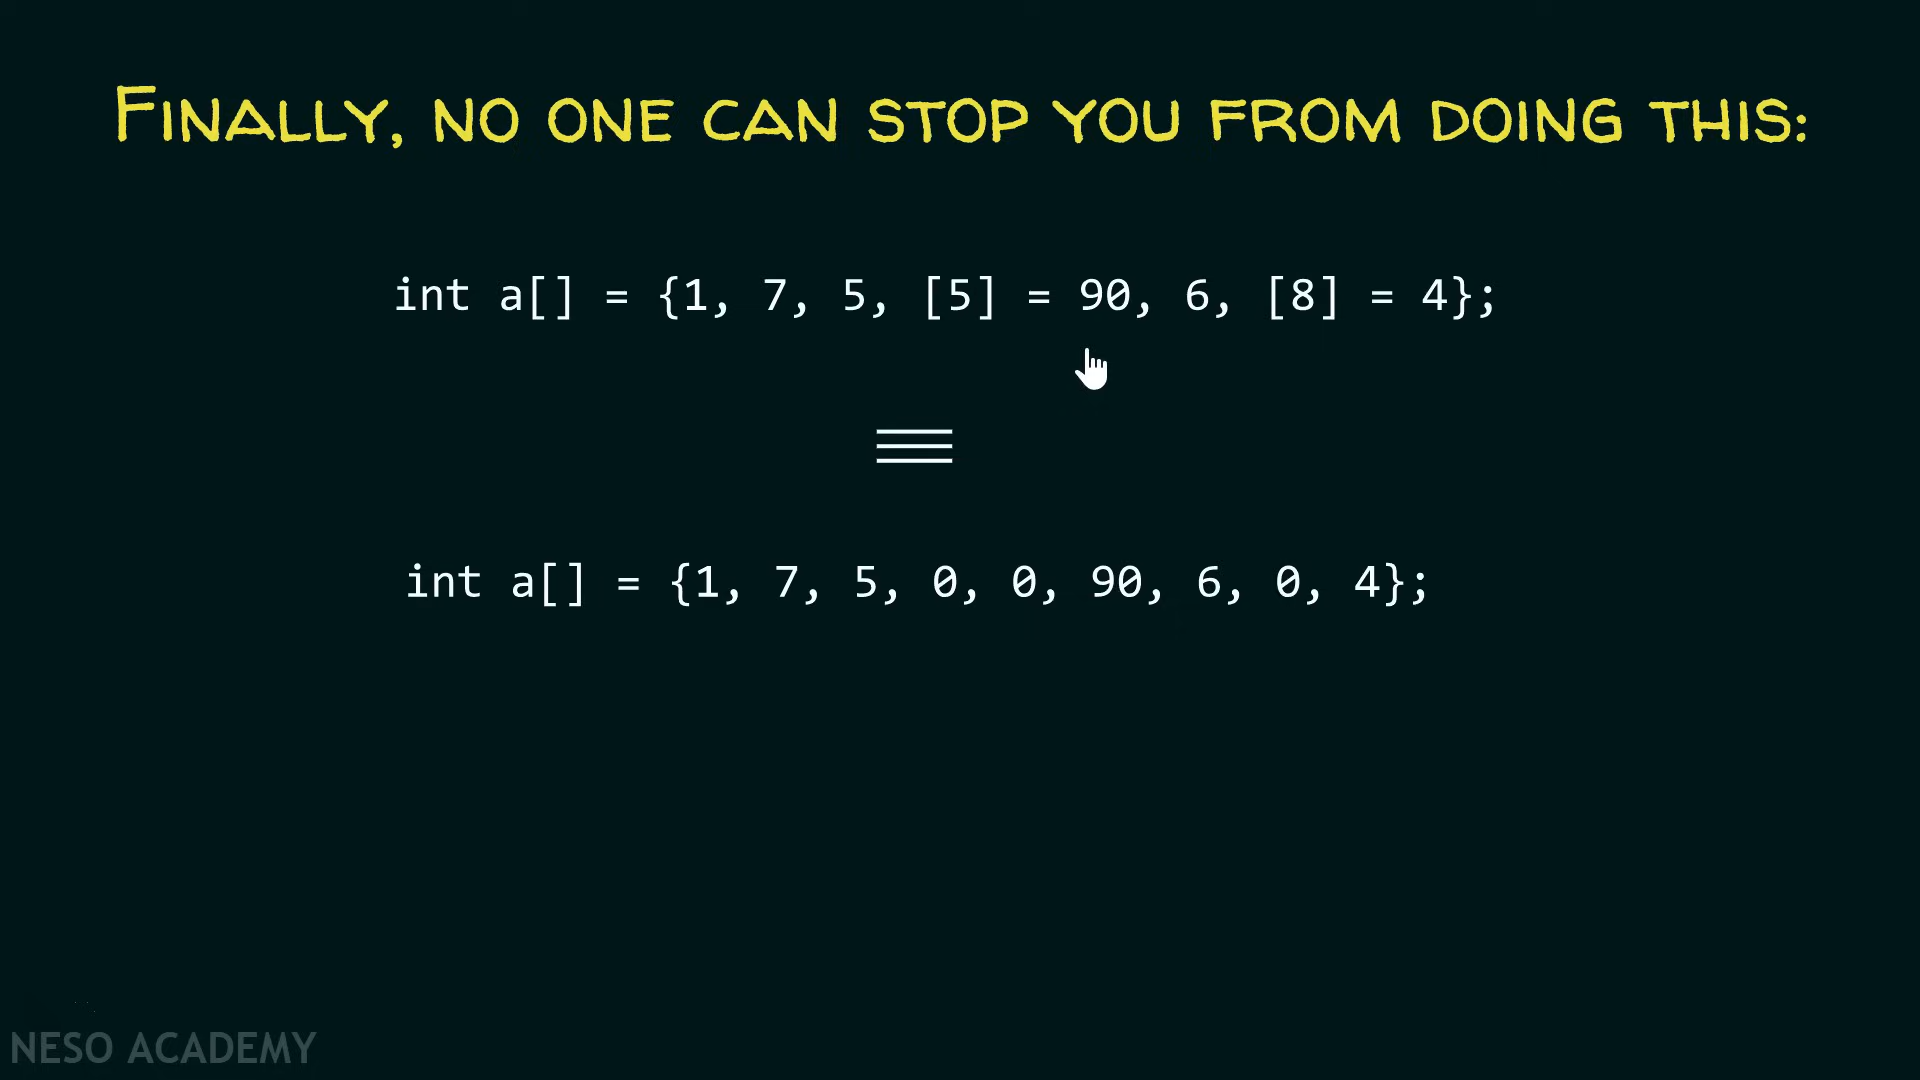 Finally, no one can stop you from doing this:
int a[] = {1, 7, 5, [5] = 90, 6, [8] = 4};
≡
int a[] = {1, 7, 5, 0, 0, 90, 6, 0, 4};
NESO ACADEMY